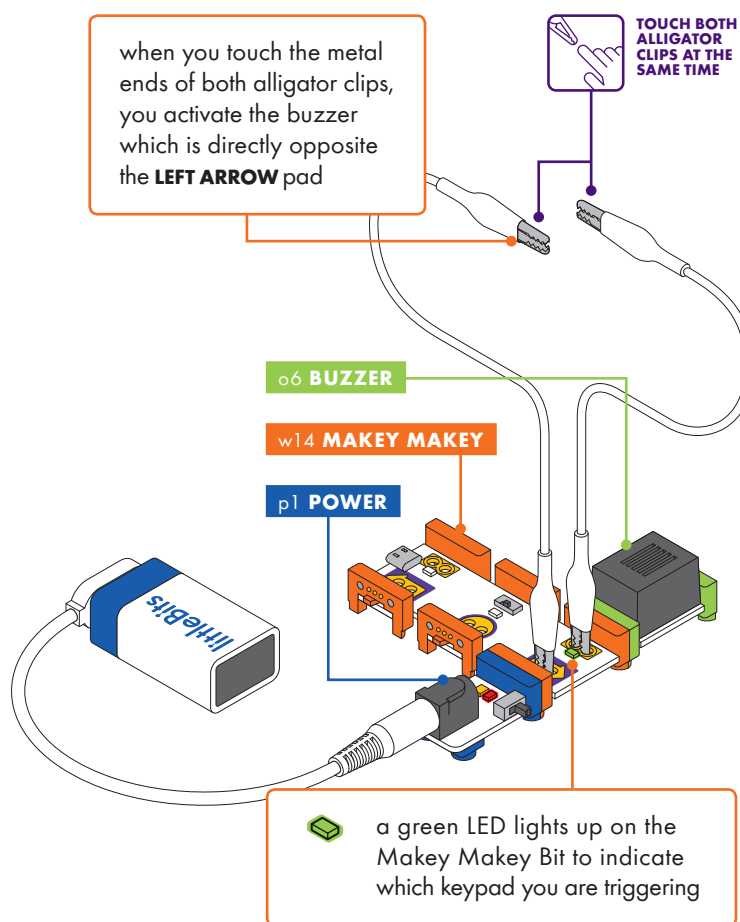 when you touch the metal
ends of both alligator clips,
you activate the buzzer
which is directly opposite
the LEFT ARROW pad
TOUCH BOTH
ALLIGATOR
CLIPS AT THE
SAME TIME
o6 BUZZER
w14 MAKEY MAKEY
p1 POWER
littleBits
a green LED lights up on the
Makey Makey Bit to indicate
which keypad you are triggering